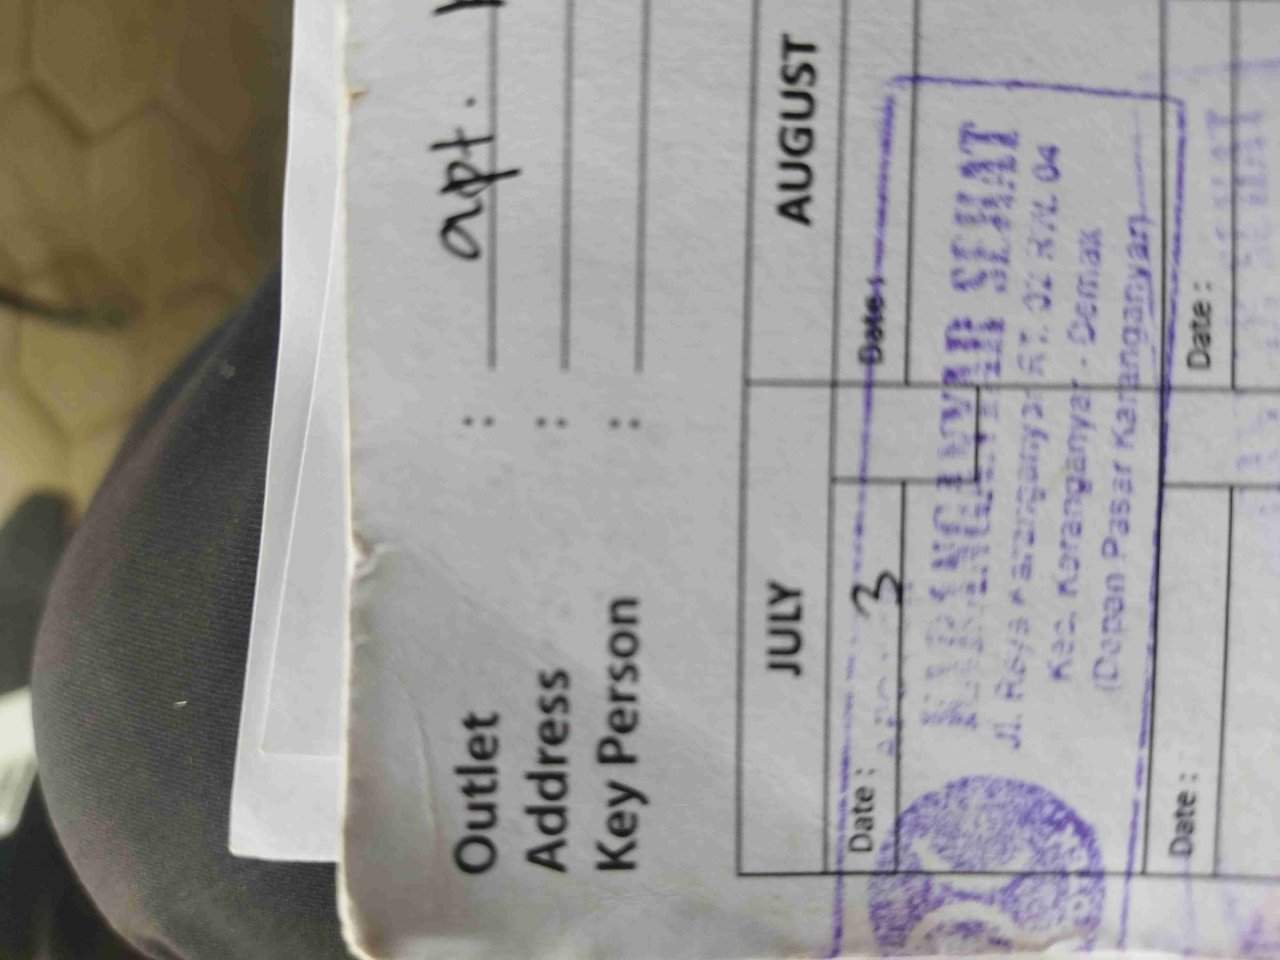 Outlet : apt.
Address :
Key Person :
JULY AUGUST
Date : 3 Date :
KARANGANYAR SEHAT
Jl. Raya Karanganyar RT. 02 RW. 04
Kec. Karanganyar - Demak
(Depan Pasar Karanganyar)
Date : Date :